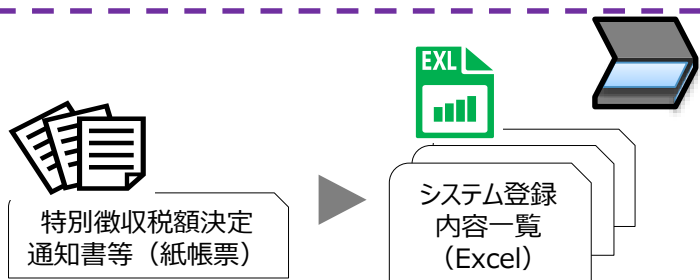 EXL
特別徴収税額決定
通知書等（紙帳票）
システム登録
内容一覧
（Excel）